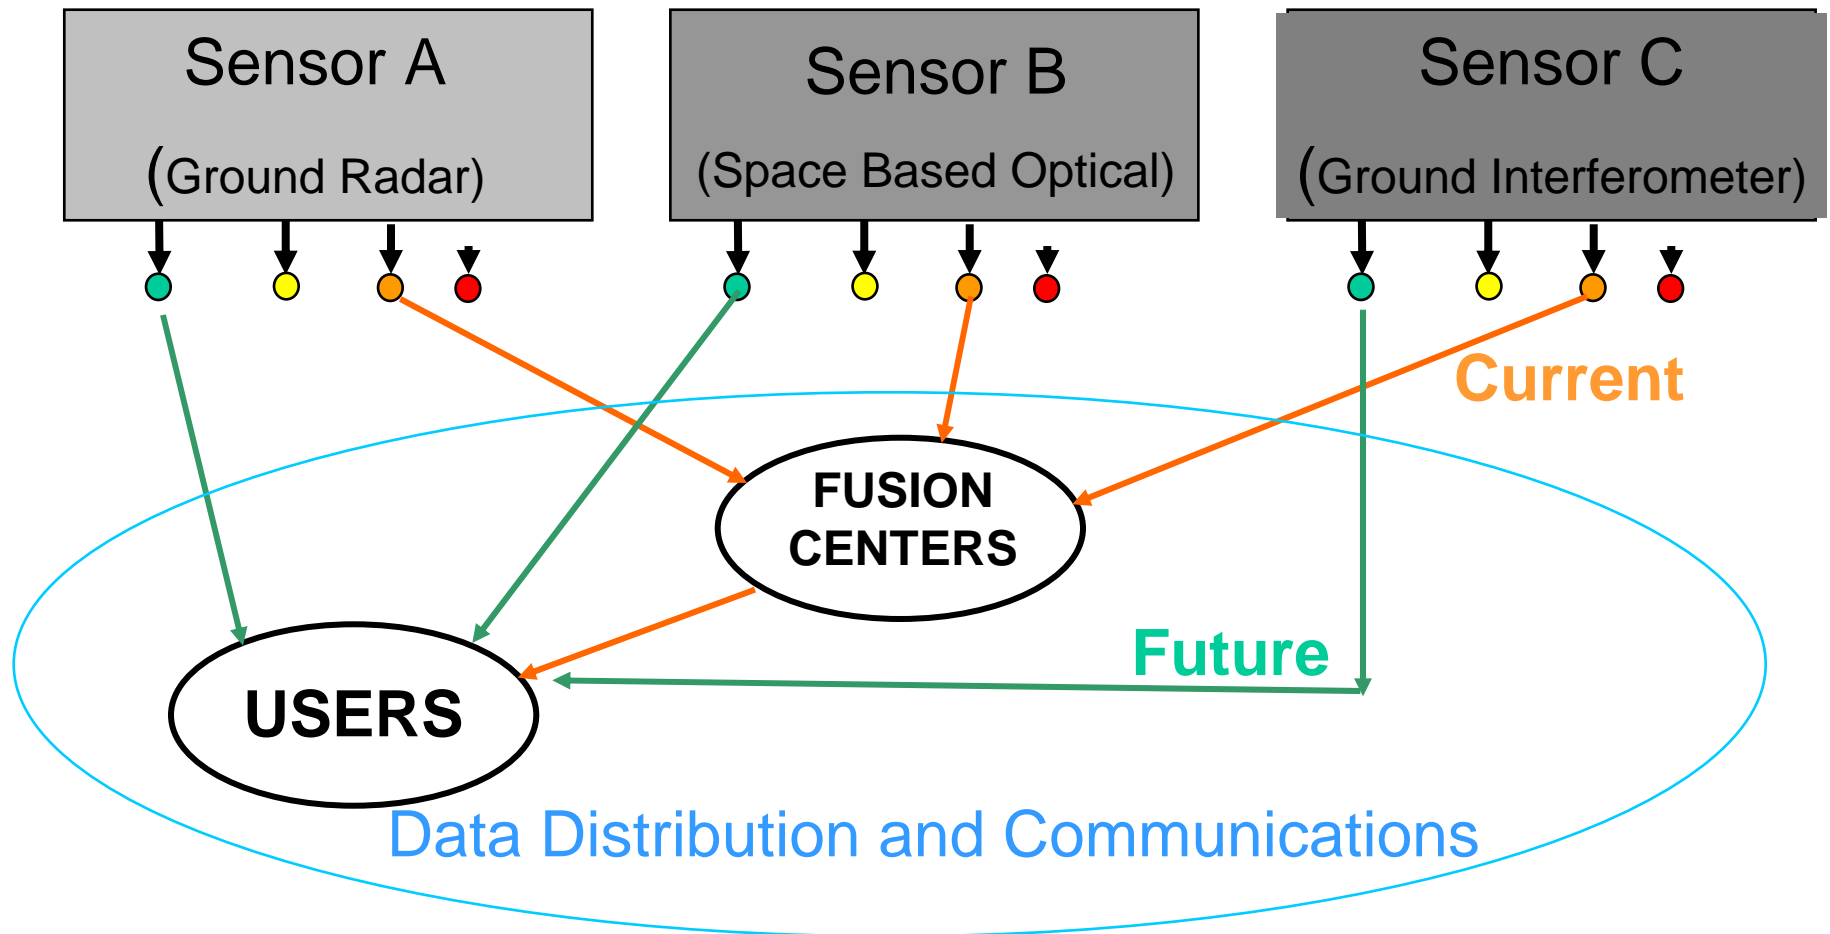 Sensor A
(Ground Radar)
Sensor B
(Space Based Optical)
Sensor C
(Ground Interferometer)
Current
FUSION
CENTERS
Future
USERS
Data Distribution and Communications